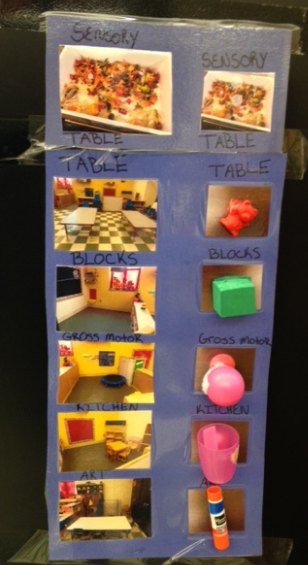 SENSORY SENSORY
TABLE TABLE
TABLE TABLE
BLOCKS BLOCKS
GROSS MOTOR GROSS MOTOR
KITCHEN KITCHEN
ART